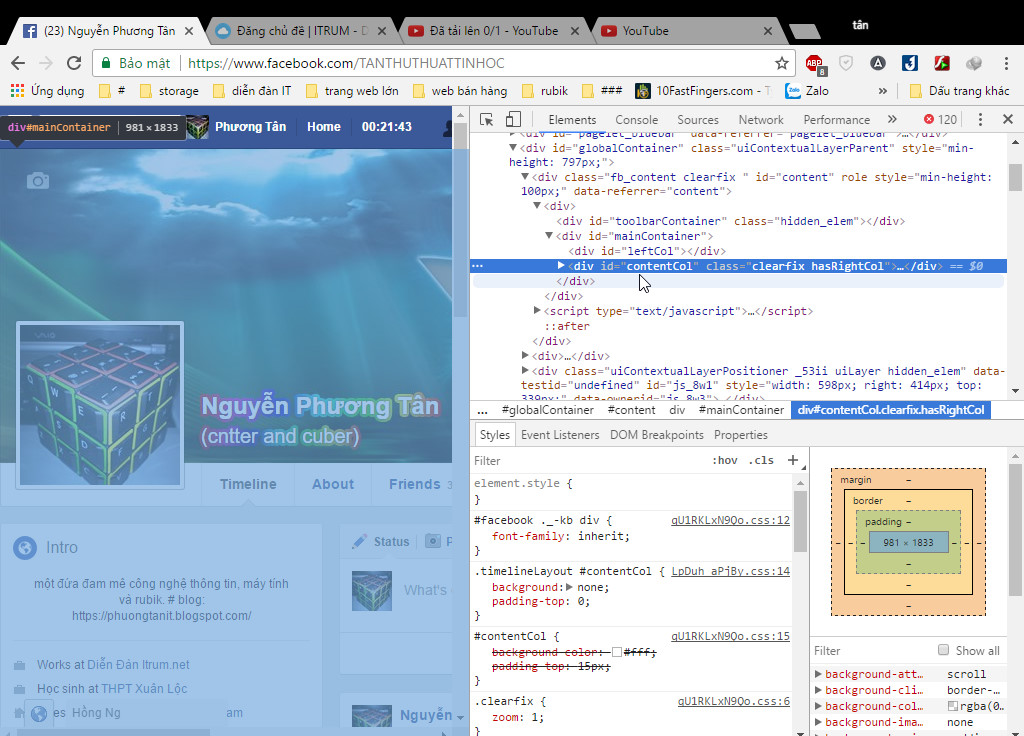 tân
(23) Nguyễn Phương Tân
Đăng chủ đề | ITRUM - D
Đã tải lên 0/1 - YouTube
YouTube
Bảo mật
https://www.facebook.com/TANTHUTHUATTINHOC
ABP
8
Ứng dụng
#
storage
diễn đàn IT
trang web lớn
web bán hàng
rubik
###
10FastFingers.com - T
Zalo
»
Dấu trang khác
div#mainContainer | 981 × 1833
Phương Tân
Home
00:21:43
Nguyễn Phương Tân
(cntter and cuber)
Timeline
About
Friends 3
Intro
một đứa đam mê công nghệ thông tin, máy tính
vá rubik. # blog:
https://phuongtanit.blogspot.com/
Works at Diễn Đàn Itrum.net
Học sinh at THPT Xuân Lộc
es Hồng Ng
am
Status
P
What's
Nguyễn
Elements
Console
Sources
Network
Performance
»
120
▶<div id="pagelet_bluebar" data-referrer="pagelet_bluebar">…</div>
▼<div id="globalContainer" class="uiContextualLayerParent" style="min-
height: 797px;">
▼<div class="fb_content clearfix " id="content" role style="min-height:
100px;" data-referrer="content">
▼<div>
<div id="toolbarContainer" class="hidden_elem"></div>
▼<div id="mainContainer">
<div id="leftCol"></div>
▶<div id="contentCol" class="clearfix hasRightCol">…</div> == $0
</div>
</div>
▶<script type="text/javascript">…</script>
::after
</div>
▶<div>…</div>
▶<div class="uiContextualLayerPositioner _53ii uiLayer hidden_elem" data-
testid="undefined" id="js_8w1" style="width: 598px; right: 414px; top:
339px;" data-ownerid="js_8w3"></div>
...
#globalContainer
#content
div
#mainContainer
div#contentCol.clearfix.hasRightCol
Styles
Event Listeners
DOM Breakpoints
Properties
Filter
:hov
.cls
+
element.style {
}
#facebook ._-kb div {
qU1RKLxN9Qo.css:12
font-family: inherit;
}
.timelineLayout #contentCol {
LpDuh_aPjBy.css:14
background:▶ none;
padding-top: 0;
}
#contentCol {
qU1RKLxN9Qo.css:15
background-color: #fff;
padding-top: 15px;
}
.clearfix {
qU1RKLxN9Qo.css:6
zoom: 1;
}
margin
–
border
–
padding –
– – – 981 × 1833 – – –
–
–
–
Filter
Show all
background-att…
scroll
background-cli…
border-…
background-col…
rgba(0…
background-ima…
none